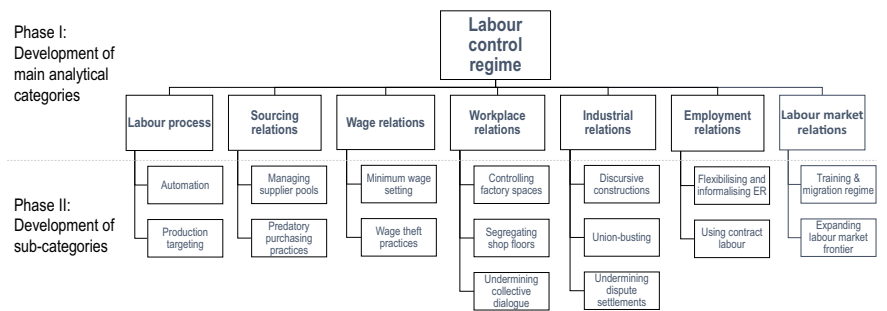 Phase I:
Development of
main analytical
categories
Labour
control
regime
Labour process
Sourcing
relations
Wage relations
Workplace
relations
Industrial
relations
Employment
relations
Labour market
relations
Phase II:
Development of
sub-categories
Automation
Managing
supplier pools
Minimum wage
setting
Controlling
factory spaces
Discursive
constructions
Flexibilising and
informalising ER
Training &
migration regime
Production
targeting
Predatory
purchasing
practices
Wage theft
practices
Segregating
shop floors
Union-busting
Using contract
labour
Expanding
labour market
frontier
Undermining
collective
dialogue
Undermining
dispute
settlements